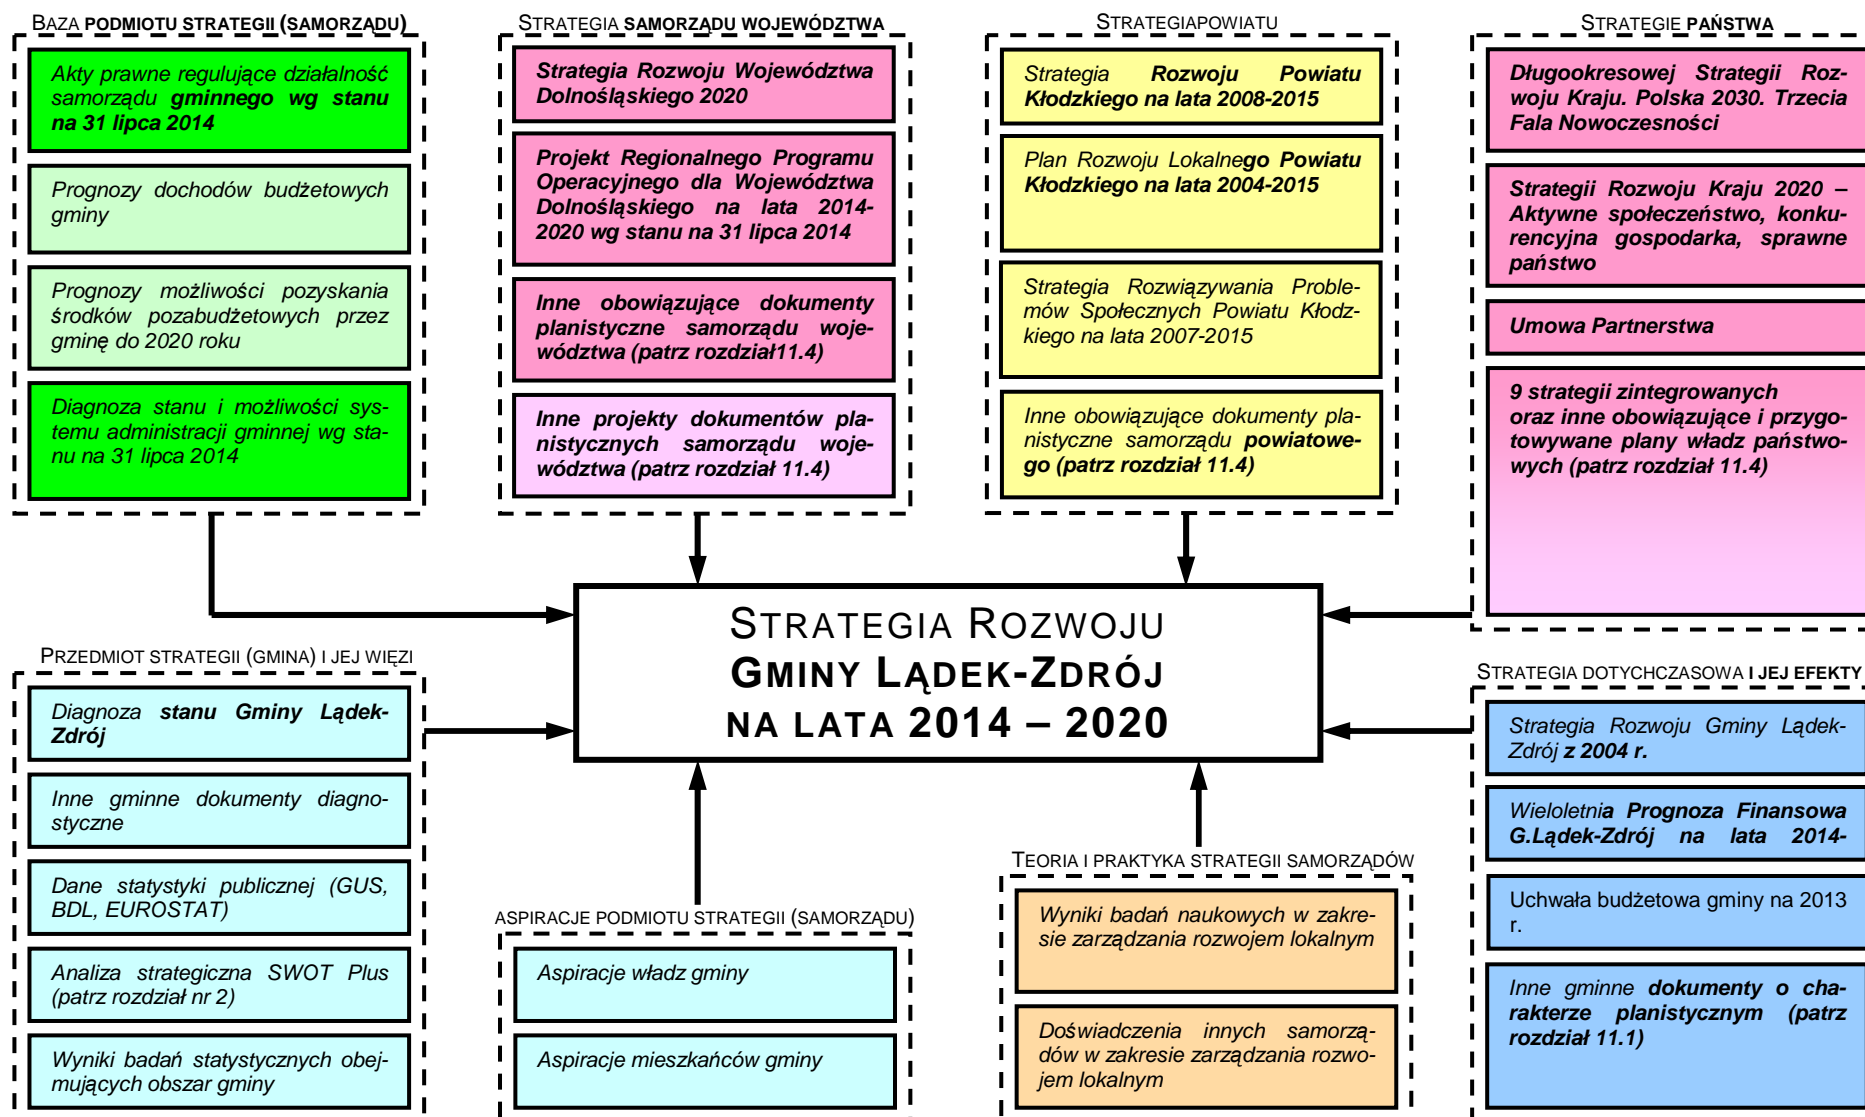 BAZA PODMIOTU STRATEGII (SAMORZĄDU)
Akty prawne regulujące działalność
samorządu gminnego wg stanu
na 31 lipca 2014
Prognozy dochodów budżetowych
gminy
Prognozy możliwości pozyskania
środków pozabudżetowych przez
gminę do 2020 roku
Diagnoza stanu i możliwości sys-
temu administracji gminnej wg sta-
nu na 31 lipca 2014
STRATEGIA SAMORZĄDU WOJEWÓDZTWA
Strategia Rozwoju Województwa
Dolnośląskiego 2020
Projekt Regionalnego Programu
Operacyjnego dla Województwa
Dolnośląskiego na lata 2014-
2020 wg stanu na 31 lipca 2014
Inne obowiązujące dokumenty
planistyczne samorządu woje-
wództwa (patrz rozdział11.4)
Inne projekty dokumentów pla-
nistycznych samorządu woje-
wództwa (patrz rozdział 11.4)
STRATEGIAPOWIATU
Strategia Rozwoju Powiatu
Kłodzkiego na lata 2008-2015
Plan Rozwoju Lokalnego Powiatu
Kłodzkiego na lata 2004-2015
Strategia Rozwiązywania Proble-
mów Społecznych Powiatu Kłodz-
kiego na lata 2007-2015
Inne obowiązujące dokumenty pla-
nistyczne samorządu powiatowe-
go (patrz rozdział 11.4)
STRATEGIE PAŃSTWA
Długookresowej Strategii Roz-
woju Kraju. Polska 2030. Trzecia
Fala Nowoczesności
Strategii Rozwoju Kraju 2020 –
Aktywne społeczeństwo, konku-
rencyjna gospodarka, sprawne
państwo
Umowa Partnerstwa
9 strategii zintegrowanych
oraz inne obowiązujące i przygo-
towywane plany władz państwo-
wych (patrz rozdział 11.4)
STRATEGIA ROZWOJU
GMINY LĄDEK-ZDRÓJ
NA LATA 2014 – 2020
PRZEDMIOT STRATEGII (GMINA) I JEJ WIĘZI
Diagnoza stanu Gminy Lądek-
Zdrój
Inne gminne dokumenty diagno-
styczne
Dane statystyki publicznej (GUS,
BDL, EUROSTAT)
Analiza strategiczna SWOT Plus
(patrz rozdział nr 2)
Wyniki badań statystycznych obej-
mujących obszar gminy
ASPIRACJE PODMIOTU STRATEGII (SAMORZĄDU)
Aspiracje władz gminy
Aspiracje mieszkańców gminy
TEORIA I PRAKTYKA STRATEGII SAMORZĄDÓW
Wyniki badań naukowych w zakre-
sie zarządzania rozwojem lokalnym
Doświadczenia innych samorzą-
dów w zakresie zarządzania rozwo-
jem lokalnym
STRATEGIA DOTYCHCZASOWA I JEJ EFEKTY
Strategia Rozwoju Gminy Lądek-
Zdrój z 2004 r.
Wieloletnia Prognoza Finansowa
G.Lądek-Zdrój na lata 2014-
Uchwała budżetowa gminy na 2013
r.
Inne gminne dokumenty o cha-
rakterze planistycznym (patrz
rozdział 11.1)